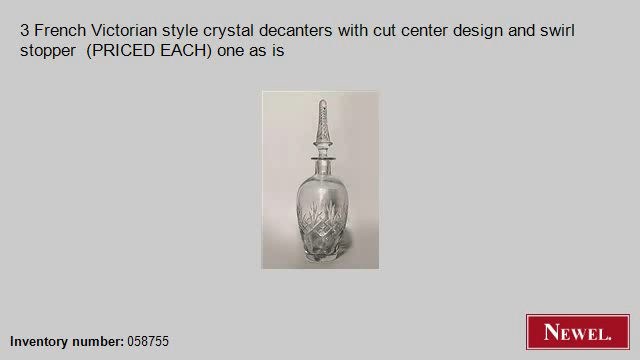 3 French Victorian style crystal decanters with cut center design and swirl
stopper  (PRICED EACH) one as is
Inventory number: 058755
NEWEL.